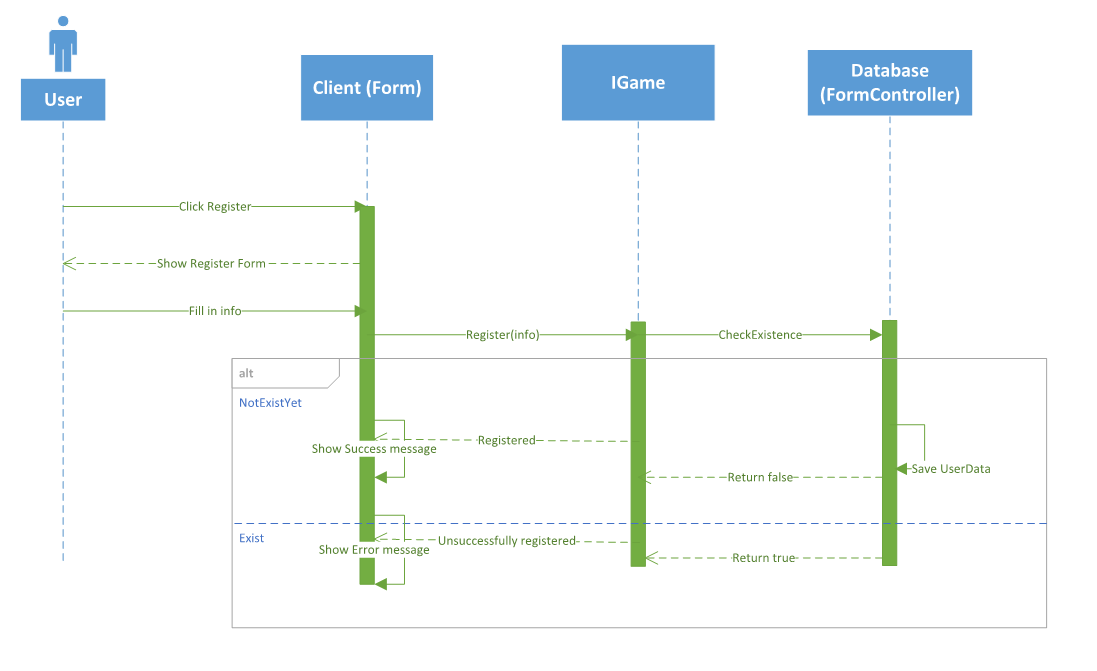 User
Client (Form)
IGame
Database
(FormController)
Click Register
Show Register Form
Fill in info
Register(info)
CheckExistence
alt
NotExistYet
Registered
Show Success message
Save UserData
Return false
Exist
Unsuccessfully registered
Show Error message
Return true